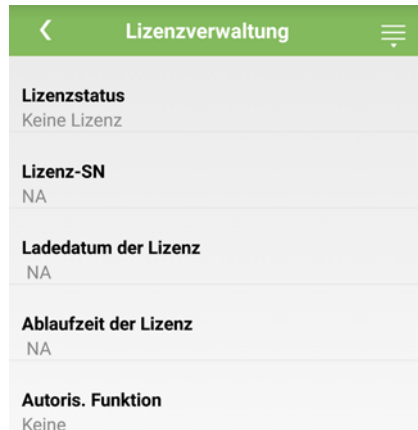 Lizenzverwaltung
Lizenzstatus
Keine Lizenz
Lizenz-SN
NA
Ladedatum der Lizenz
NA
Ablaufzeit der Lizenz
NA
Autoris. Funktion
Keine